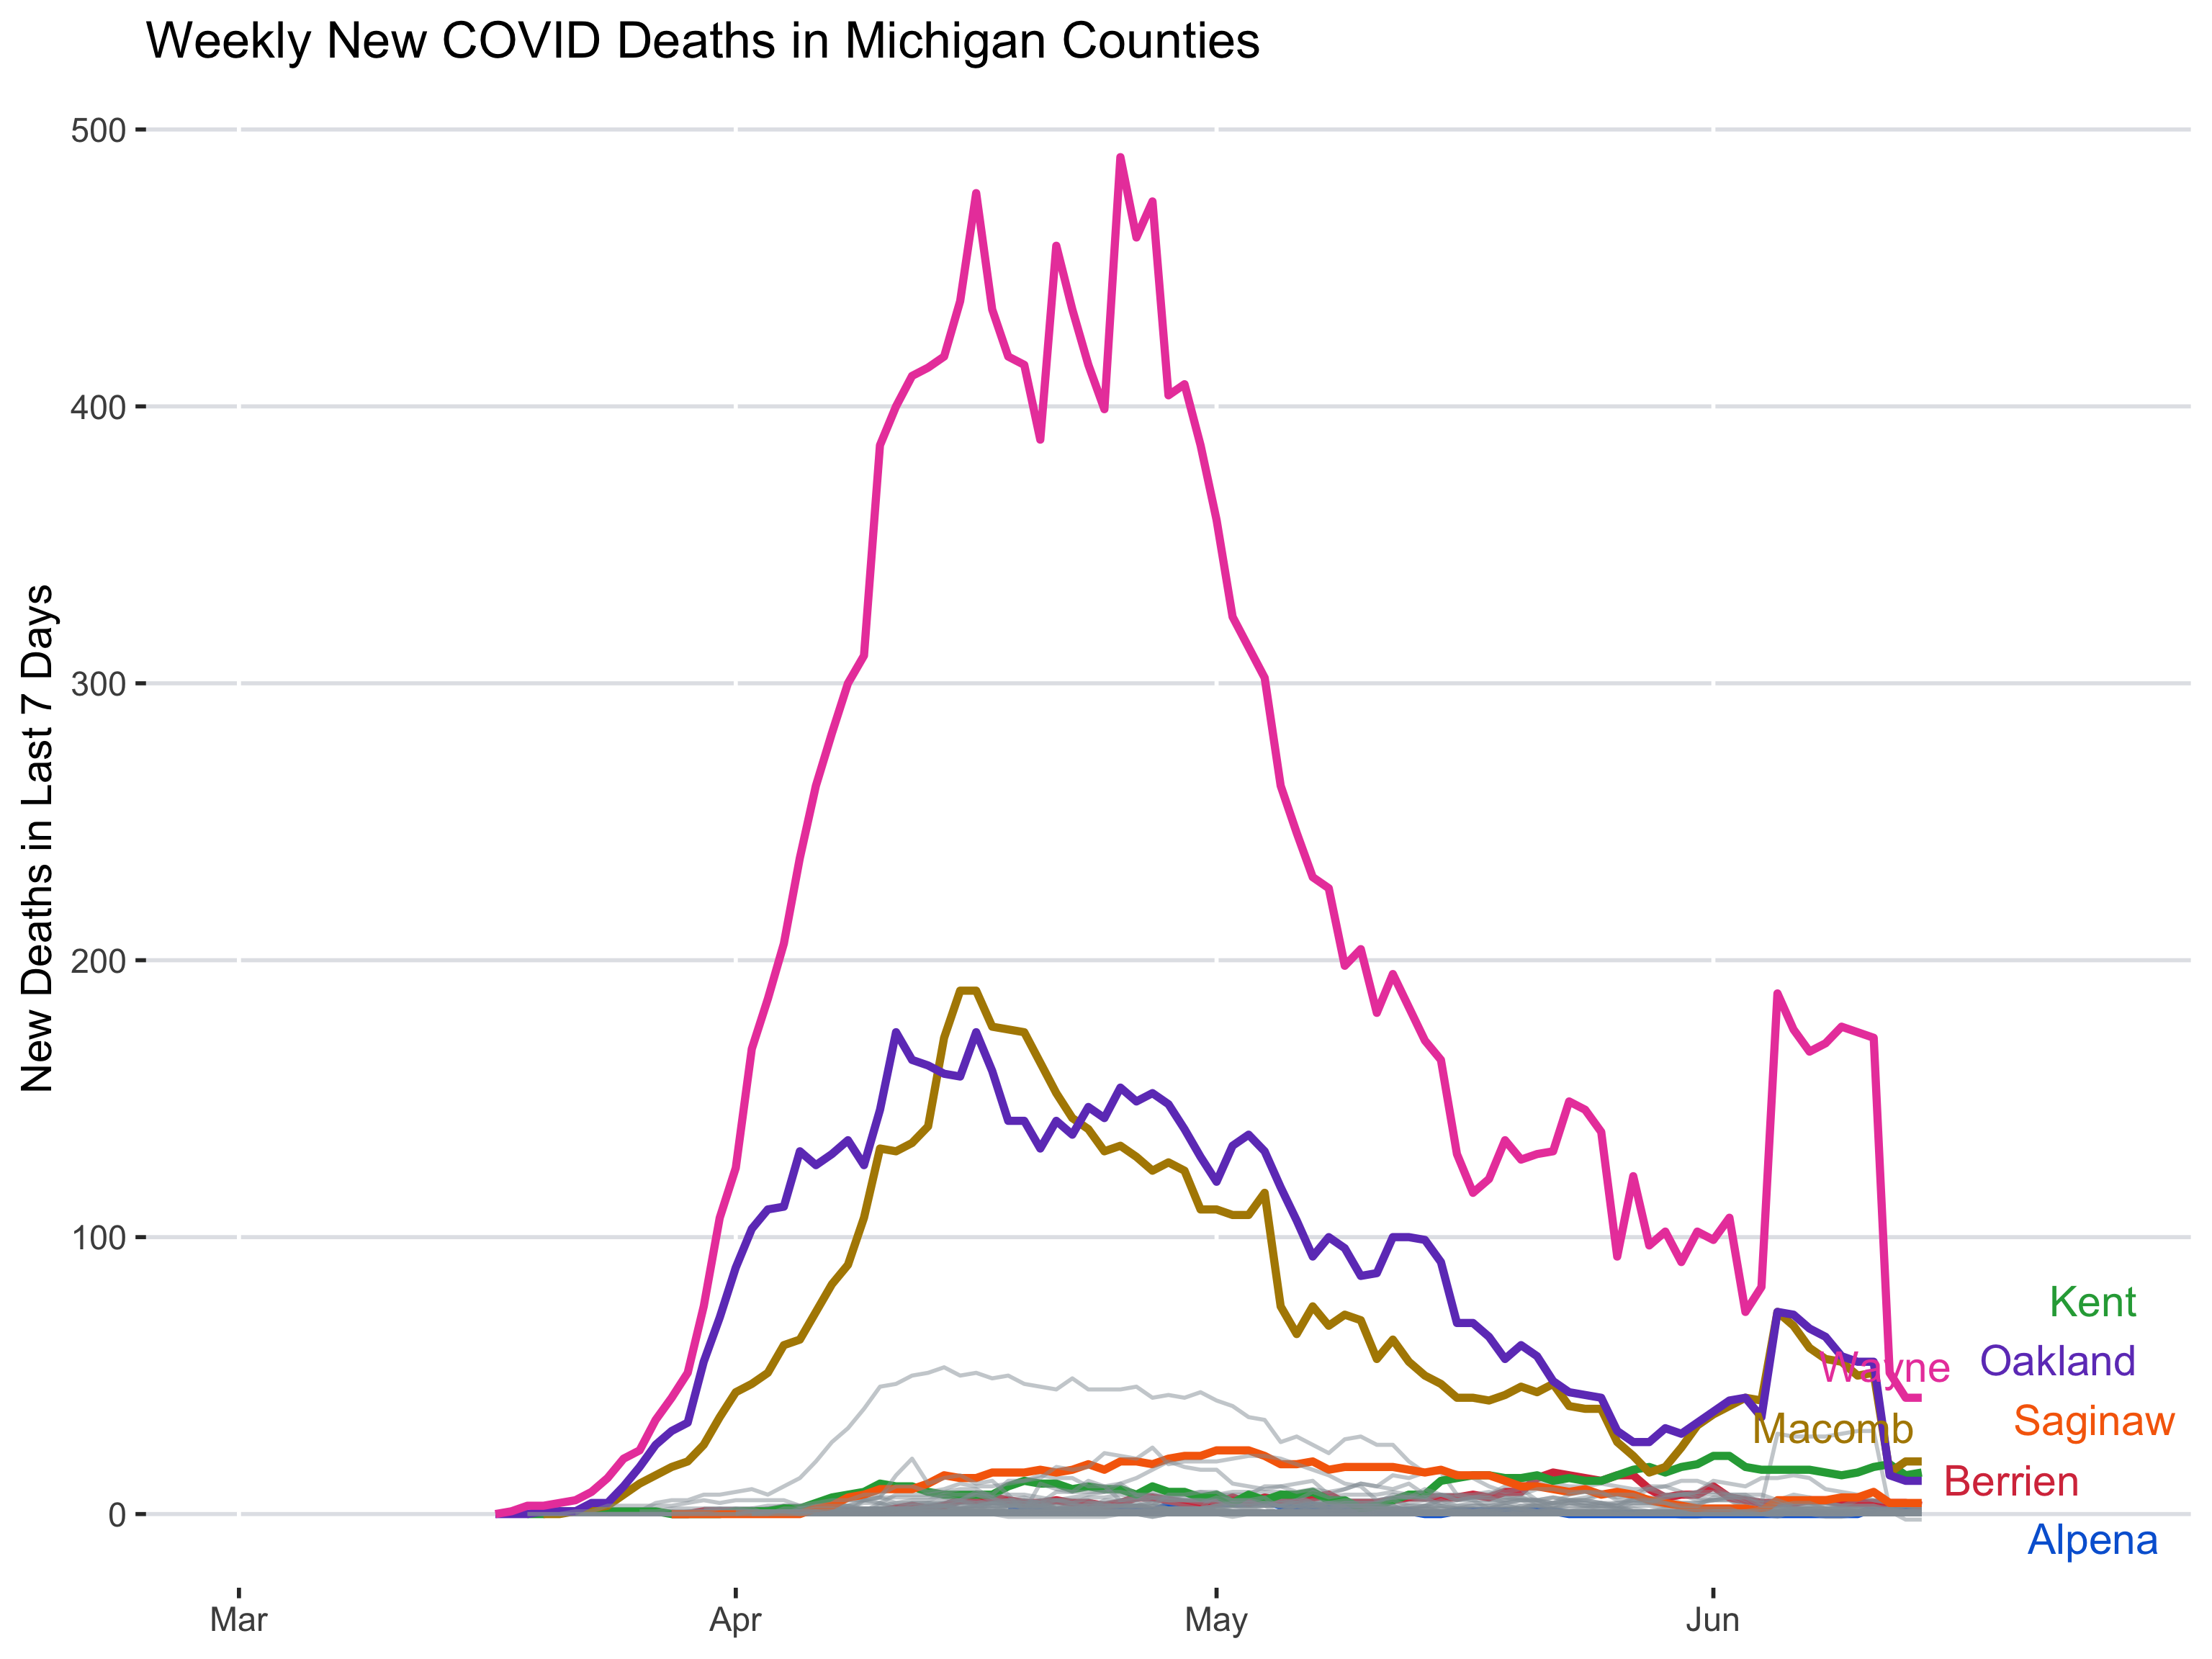 Weekly New COVID Deaths in Michigan Counties
New Deaths in Last 7 Days
500
400
300
200
100
0
Kent
Wayne
Oakland
Macomb
Saginaw
Berrien
Alpena
Mar
Apr
May
Jun